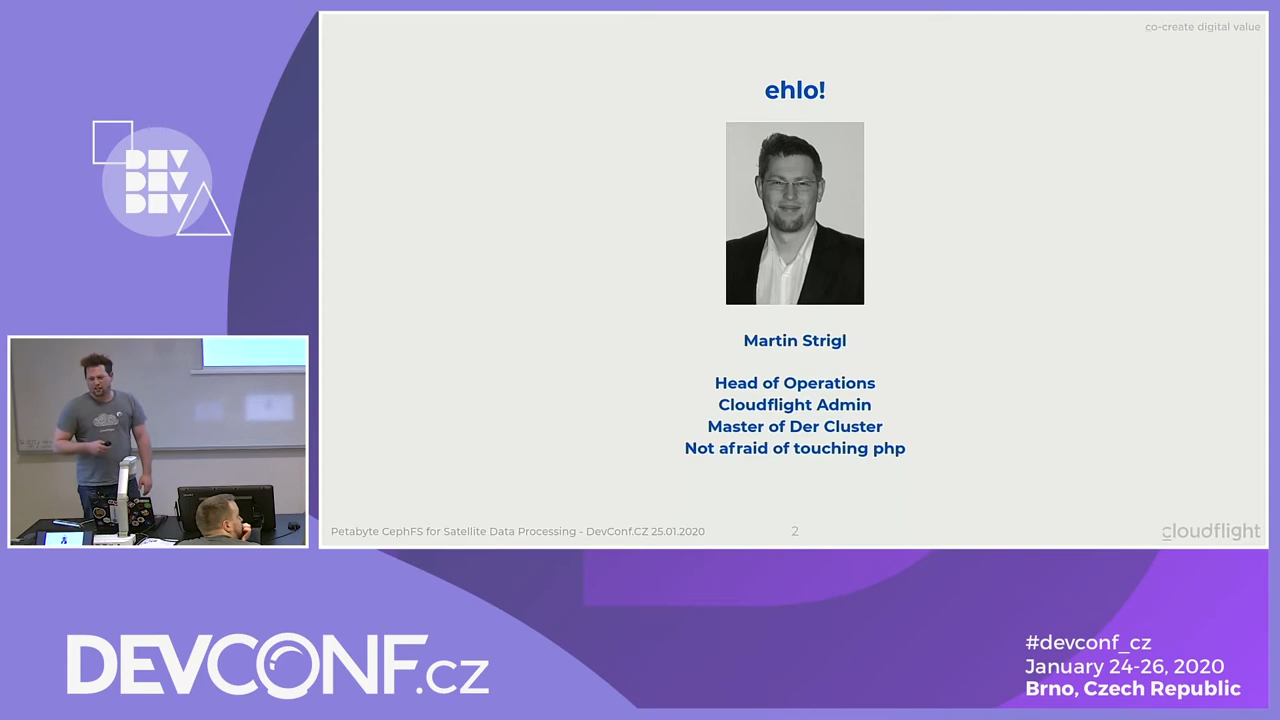 co-create digital value
ehlo!
DEV
DEV
DEV
Martin Strigl
Head of Operations
Cloudflight Admin
Master of Der Cluster
Not afraid of touching php
Petabyte CephFS for Satellite Data Processing - DevConf.CZ 25.01.2020
2
cloudflight
DEVCONF.cz
#devconf_cz
January 24-26, 2020
Brno, Czech Republic